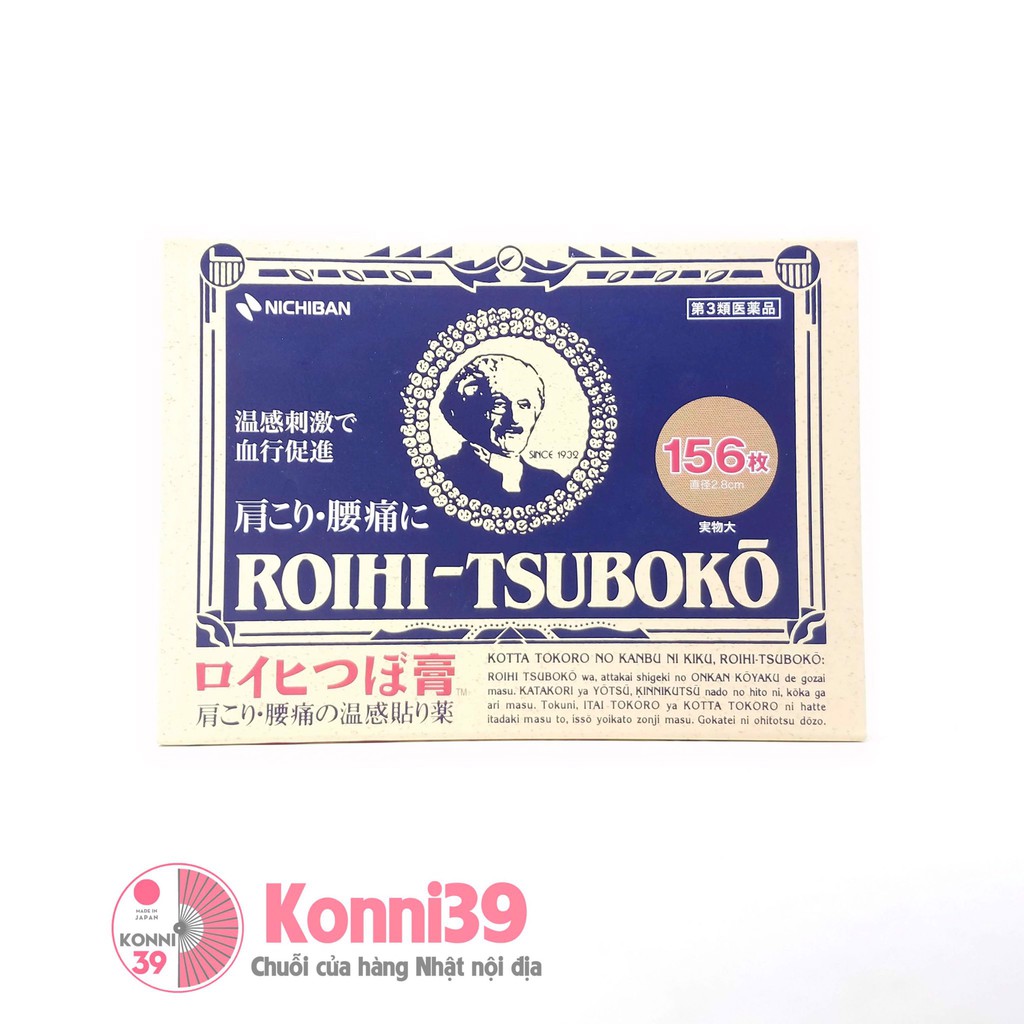 NICHIBAN
第3類医薬品
温感刺激で
血行促進
SINCE 1932
156枚
直径2.8cm
実物大
肩こり・腰痛に
ROIHI-TSUBOKŌ
ロイヒつぼ膏™
肩こり・腰痛の温感貼り薬
KOTTA TOKORO NO KANBU NI KIKU, ROIHI-TSUBOKŌ:
ROIHI TSUBOKŌ wa, attakai shigeki no ONKAN KŌYAKU de gozai
masu. KATAKORI ya YŌTSŪ, KINNIKUTSŪ nado no hito ni, kōka ga
ari masu. Tokuni, ITAI TOKORO ya KOTTA TOKORO ni hatte
itadaki masu to, issō yoikato zonji masu. Gokatei ni ohitotsu dōzo.
MADE IN
JAPAN
KONNI
39
Konni39
Chuỗi cửa hàng Nhật nội địa